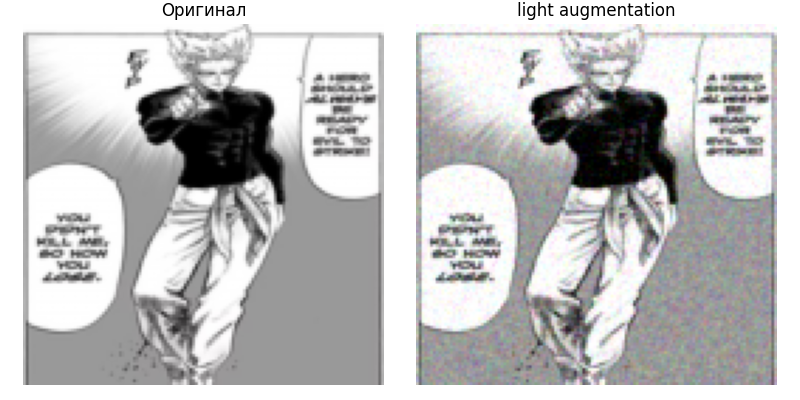 Оригинал
A HERO
SHOULD
ALWAYS
BE
READY
FOR
EVIL TO
STRIKE!
YOU
DIDN'T
KILL ME,
SO NOW
YOU
LOSE.
light augmentation
A HERO
SHOULD
ALWAYS
BE
READY
FOR
EVIL TO
STRIKE!
YOU
DIDN'T
KILL ME,
SO NOW
YOU
LOSE.